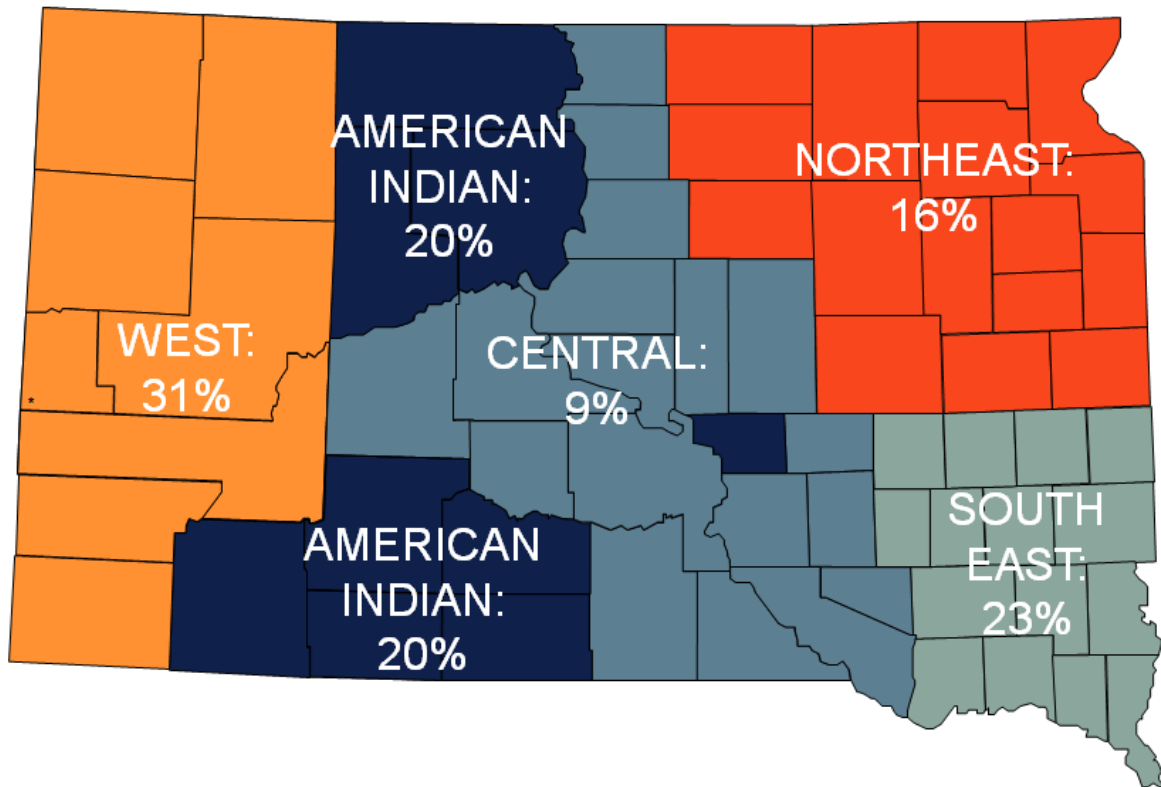 AMERICAN
INDIAN:
20%
NORTHEAST:
16%
WEST:
31%
CENTRAL:
9%
AMERICAN
INDIAN:
20%
SOUTH
EAST:
23%
*